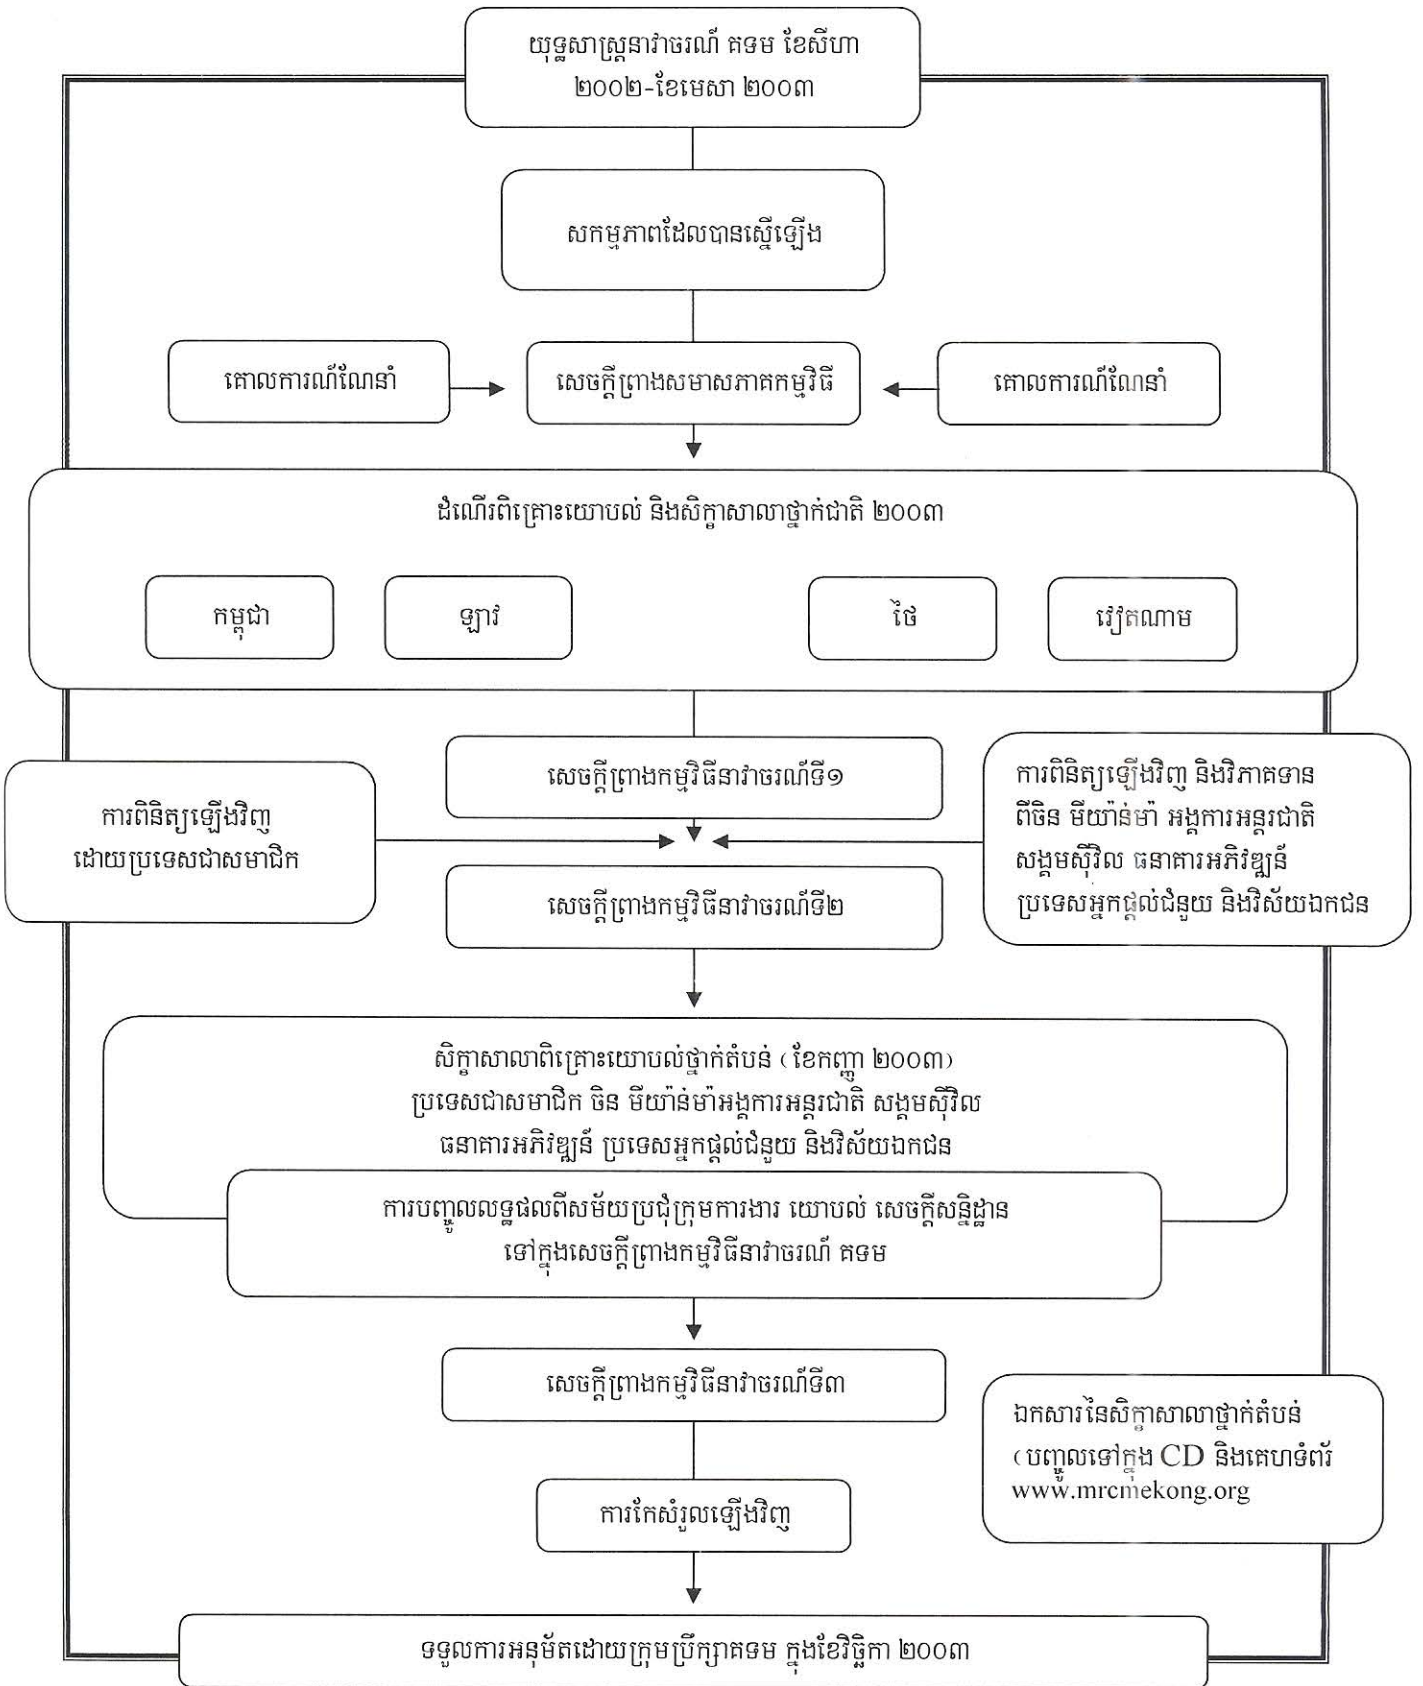 យុទ្ធសាស្ត្រនាវាចរណ៍ គទម ខែសីហា
២០០២-ខែមេសា ២០០៣
សកម្មភាពដែលបានស្នើឡើង
គោលការណ៍ណែនាំ
សេចក្តីព្រាងសមាសភាគកម្មវិធី
គោលការណ៍ណែនាំ
ដំណើរពិគ្រោះយោបល់ និងសិក្ខាសាលាថ្នាក់ជាតិ ២០០៣
កម្ពុជា
ឡាវ
ថៃ
វៀតណាម
សេចក្តីព្រាងកម្មវិធីនាវាចរណ៍ទី១
ការពិនិត្យឡើងវិញ
ដោយប្រទេសជាសមាជិក
ការពិនិត្យឡើងវិញ និងវិភាគទាន
ពីចិន មីយ៉ាន់ម៉ា អង្គការអន្តរជាតិ
សង្គមស៊ីវិល ធនាគារអភិវឌ្ឍន៍
ប្រទេសអ្នកផ្តល់ជំនួយ និងវិស័យឯកជន
សេចក្តីព្រាងកម្មវិធីនាវាចរណ៍ទី២
សិក្ខាសាលាពិគ្រោះយោបល់ថ្នាក់តំបន់ (ខែកញ្ញា ២០០៣)
ប្រទេសជាសមាជិក ចិន មីយ៉ាន់ម៉ាអង្គការអន្តរជាតិ សង្គមស៊ីវិល
ធនាគារអភិវឌ្ឍន៍ ប្រទេសអ្នកផ្តល់ជំនួយ និងវិស័យឯកជន
ការបញ្ចូលលទ្ធផលពីសម័យប្រជុំក្រុមការងារ យោបល់ សេចក្តីសន្និដ្ឋាន
ទៅក្នុងសេចក្តីព្រាងកម្មវិធីនាវាចរណ៍ គទម
សេចក្តីព្រាងកម្មវិធីនាវាចរណ៍ទី៣
ឯកសារនៃសិក្ខាសាលាថ្នាក់តំបន់
(បញ្ចូលទៅក្នុង CD និងគេហទំព័រ
www.mrcmekong.org
ការកែសំរួលឡើងវិញ
ទទួលការអនុម័តដោយក្រុមប្រឹក្សាគទម ក្នុងខែវិច្ឆិកា ២០០៣